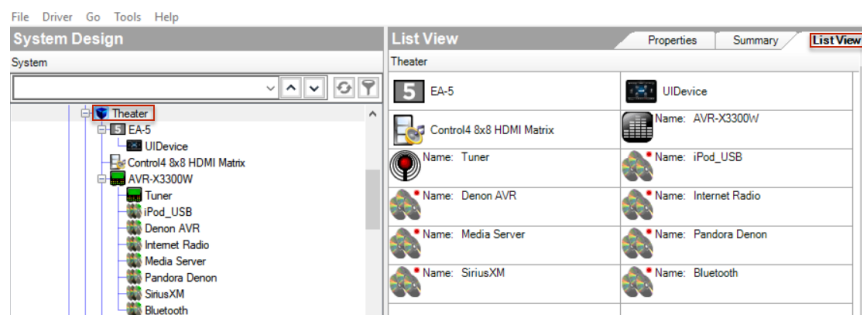 File Driver Go Tools Help
System Design
System
Theater
5 EA-5
UIDevice
Control4 8x8 HDMI Matrix
AVR-X3300W
Tuner
iPod_USB
Denon AVR
Internet Radio
Media Server
Pandora Denon
SiriusXM
Bluetooth
List View
Properties Summary List View
Theater
5 EA-5 UIDevice
Control4 8x8 HDMI Matrix Name: AVR-X3300W
Name: Tuner Name: iPod_USB
Name: Denon AVR Name: Internet Radio
Name: Media Server Name: Pandora Denon
Name: SiriusXM Name: Bluetooth